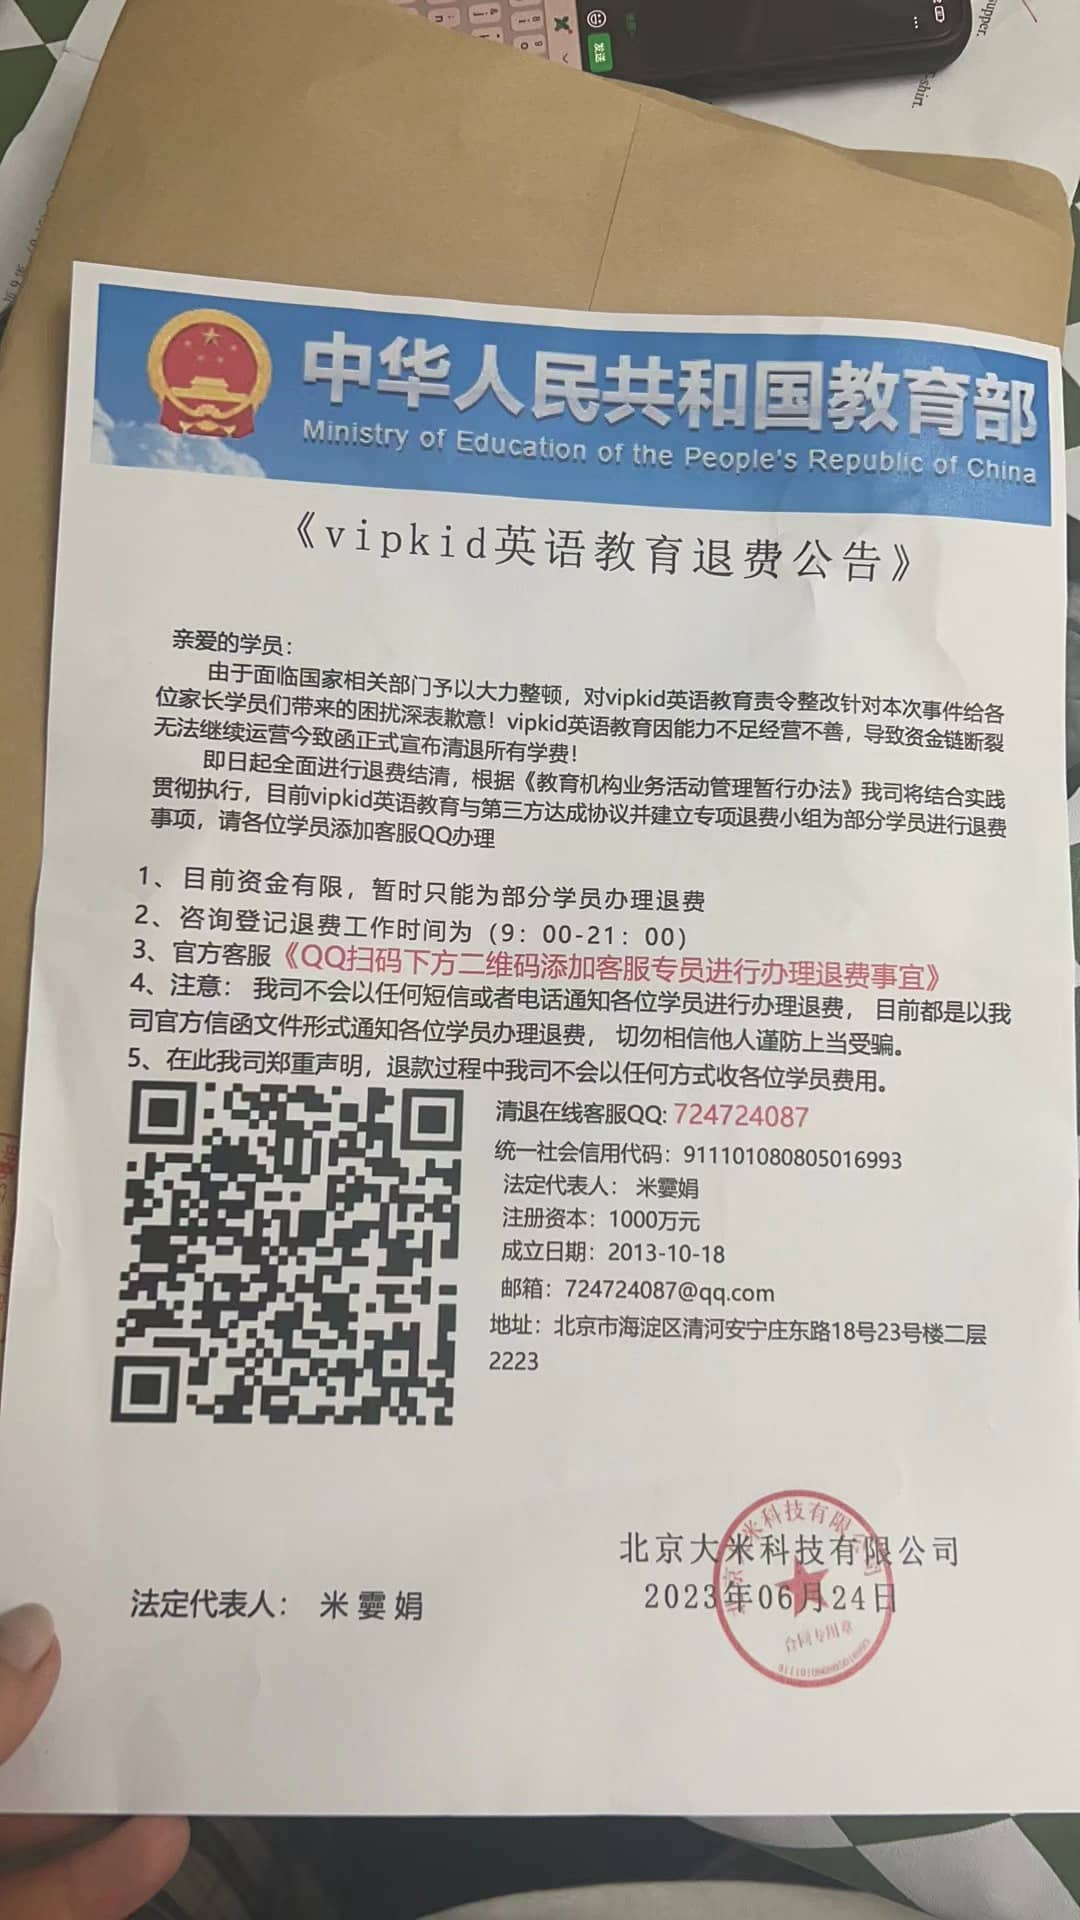 supper.
shirt.
发送
中华人民共和国教育部
Ministry of Education of the People's Republic of China
《vipkid英语教育退费公告》
亲爱的学员：
由于面临国家相关部门予以大力整顿，对vipkid英语教育责令整改针对本次事件给各
位家长学员们带来的困扰深表歉意！vipkid英语教育因能力不足经营不善，导致资金链断裂
无法继续运营今致函正式宣布清退所有学费！
即日起全面进行退费结清，根据《教育机构业务活动管理暂行办法》我司将结合实践
贯彻执行，目前vipkid英语教育与第三方达成协议并建立专项退费小组为部分学员进行退费
事项，请各位学员添加客服QQ办理
1、目前资金有限，暂时只能为部分学员办理退费
2、咨询登记退费工作时间为（9：00-21：00）
3、官方客服《QQ扫码下方二维码添加客服专员进行办理退费事宜》
4、注意：我司不会以任何短信或者电话通知各位学员进行办理退费，目前都是以我
司官方信函文件形式通知各位学员办理退费，切勿相信他人谨防上当受骗。
5、在此我司郑重声明，退款过程中我司不会以任何方式收各位学员费用。
清退在线客服QQ: 724724087
统一社会信用代码：911101080805016993
法定代表人：米雯娟
注册资本：1000万元
成立日期：2013-10-18
邮箱：724724087@qq.com
地址：北京市海淀区清河安宁庄东路18号23号楼二层
2223
北京大米科技有限公司
2023年06月24日
法定代表人：米雯娟
北京大米科技有限公司
合同专用章